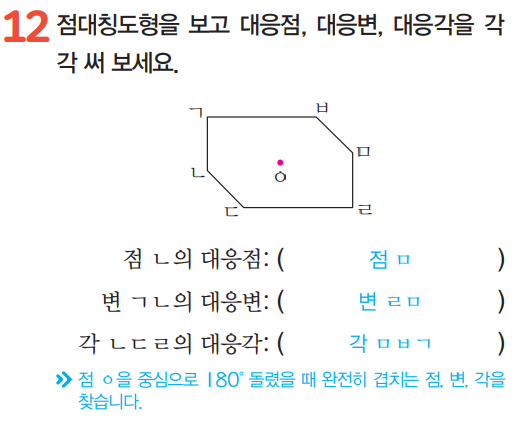 12 점대칭도형을 보고 대응점, 대응변, 대응각을 각
각 써 보세요.
ㄱ ㅂ
ㅁ
ㄴ
ㅇ
ㄷ ㄹ
점 ㄴ의 대응점: ( 점 ㅁ )
변 ㄱㄴ의 대응변: ( 변 ㄹㅁ )
각 ㄴㄷㄹ의 대응각: ( 각 ㅁㅂㄱ )
» 점 ㅇ을 중심으로 180° 돌렸을 때 완전히 겹치는 점, 변, 각을
찾습니다.